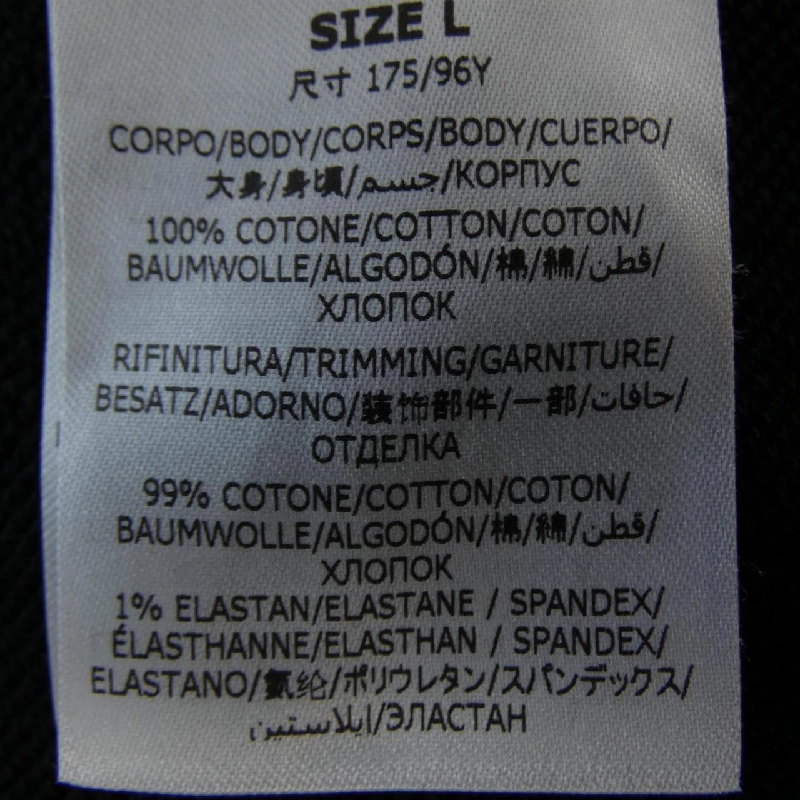 SIZE L
尺寸 175/96Y
CORPO/BODY/CORPS/BODY/CUERPO/
大身/身頃/جسم/КОРПУС
100% COTONE/COTTON/COTON/
BAUMWOLLE/ALGODÓN/棉/綿/قطن/
ХЛОПОК
RIFINITURA/TRIMMING/GARNITURE/
BESATZ/ADORNO/装饰部件/一部/حافات/
ОТДЕЛКА
99% COTONE/COTTON/COTON/
BAUMWOLLE/ALGODÓN/棉/綿/قطن/
ХЛОПОК
1% ELASTAN/ELASTANE / SPANDEX/
ÉLASTHANNE/ELASTHAN / SPANDEX/
ELASTANO/氨纶/ポリウレタン/スパンデックス/
ايلاستين/ЭЛАСТАН